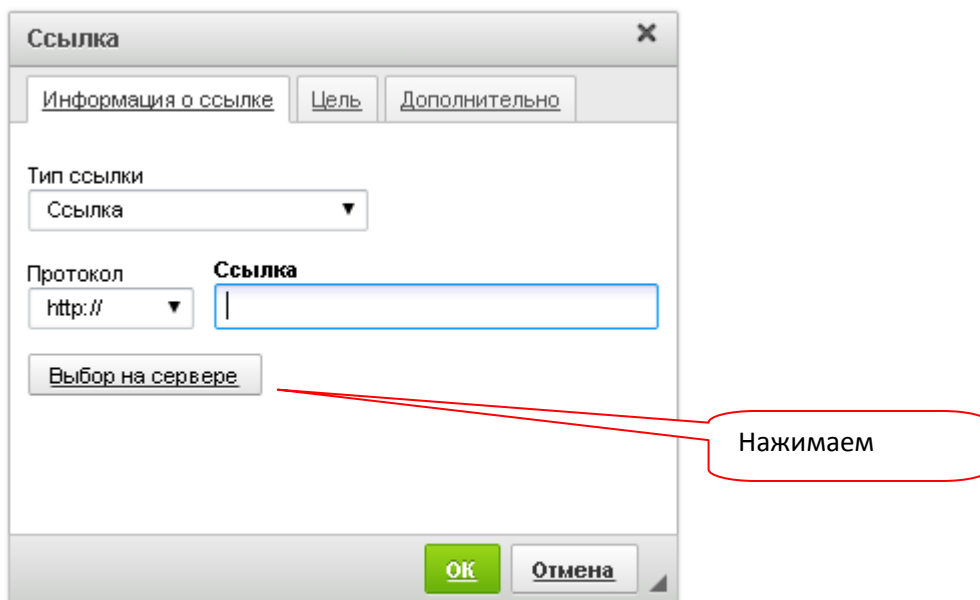 Ссылка
Информация о ссылке Цель Дополнительно
Тип ссылки
Ссылка
Протокол Ссылка
http://
Выбор на сервере
Нажимаем
ОК Отмена